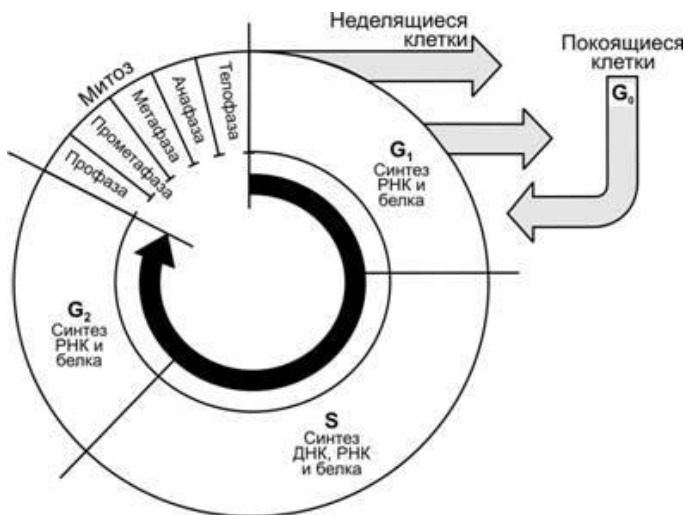 Неделящиеся
клетки
Покоящиеся
клетки
G₀
Митоз
Профаза
Прометафаза
Метафаза
Анафаза
Телофаза
G₁
Синтез
РНК и
белка
G₂
Синтез
РНК и
белка
S
Синтез
ДНК, РНК
и белка